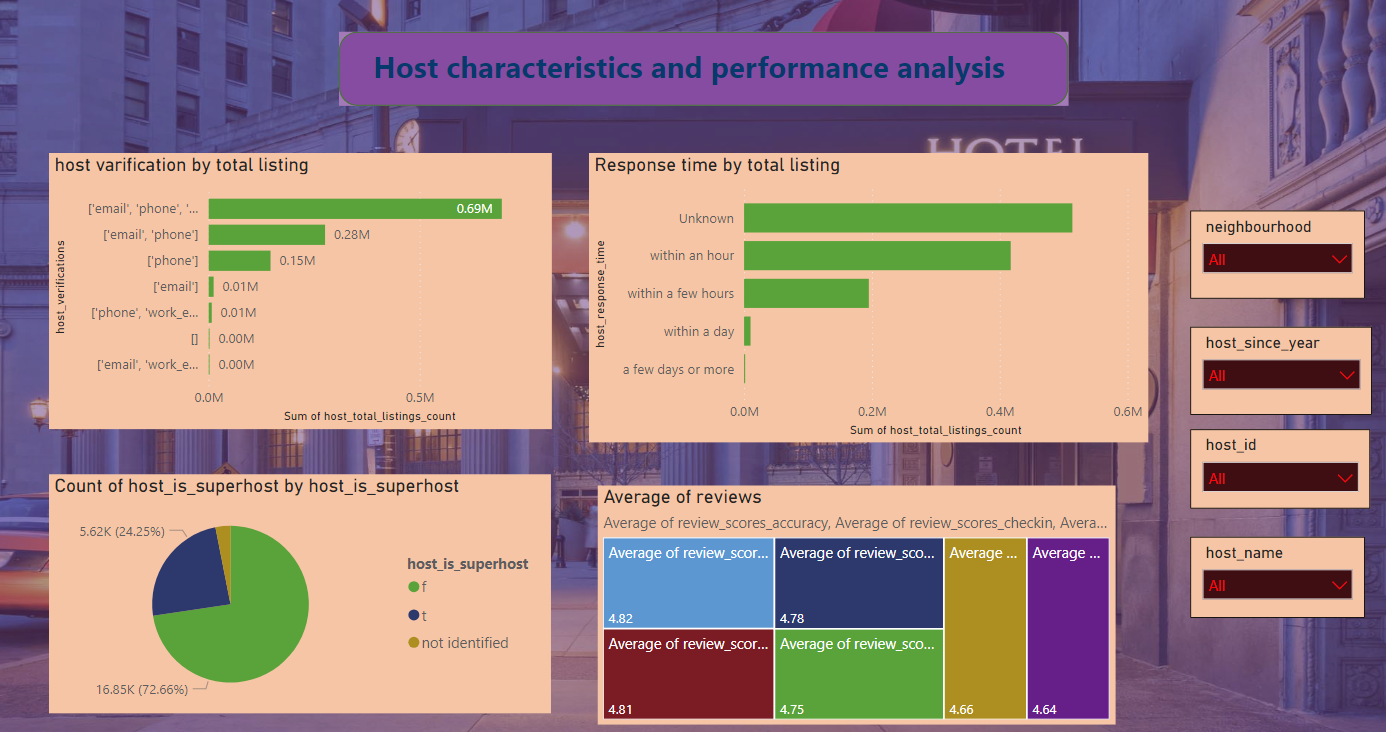 Host characteristics and performance analysis
HOTEL
host varification by total listing
host_verifications
['email', 'phone', '...
0.69M
['email', 'phone']
0.28M
['phone']
0.15M
['email']
0.01M
['phone', 'work_e...
0.01M
[]
0.00M
['email', 'work_e...
0.00M
0.0M
0.5M
Sum of host_total_listings_count
Response time by total listing
host_response_time
Unknown
within an hour
within a few hours
within a day
a few days or more
0.0M
0.2M
0.4M
0.6M
Sum of host_total_listings_count
neighbourhood
All
host_since_year
All
host_id
All
host_name
All
Count of host_is_superhost by host_is_superhost
5.62K (24.25%)
16.85K (72.66%)
host_is_superhost
f
t
not identified
Average of reviews
Average of review_scores_accuracy, Average of review_scores_checkin, Avera...
Average of review_scor...
4.82
Average of review_sco...
4.78
Average of review_scor...
4.81
Average of review_sco...
4.75
Average ...
4.66
Average ...
4.64